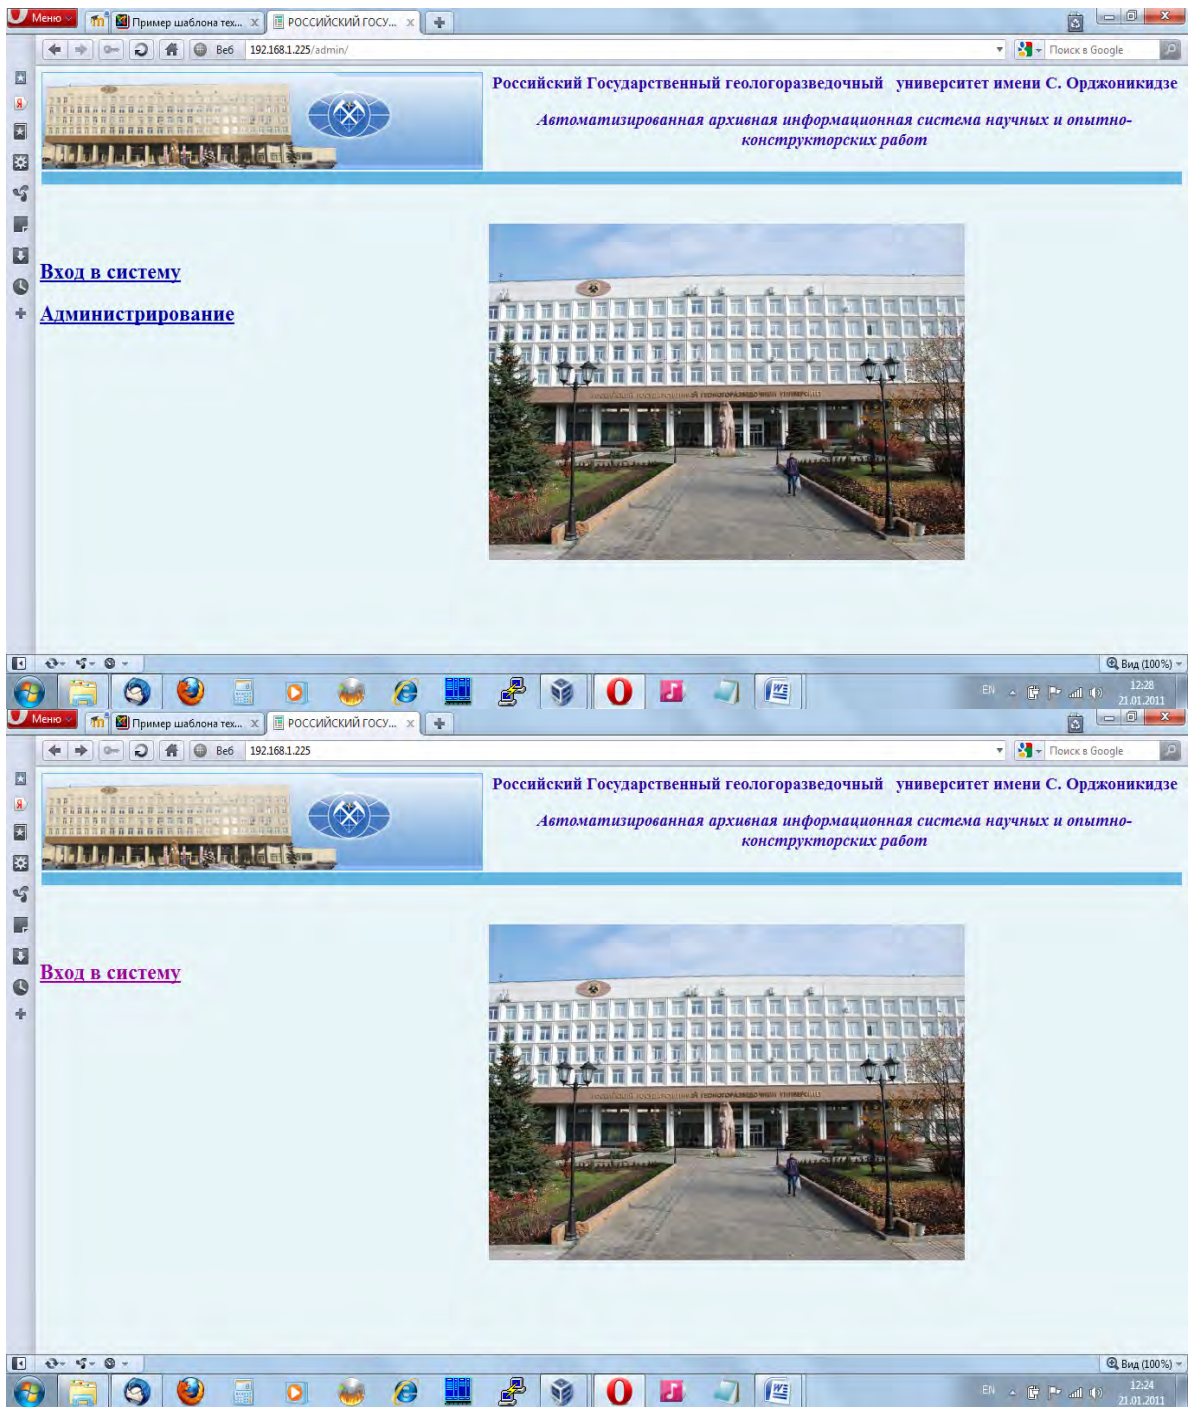 Меню
Пример шаблона тех...
РОССИЙСКИЙ ГОСУ...
Веб
192.168.1.225/admin/
Поиск в Google
Российский Государственный геологоразведочный университет имени С. Орджоникидзе
Автоматизированная архивная информационная система научных и опытно-
конструкторских работ
Вход в систему
Администрирование
Вид (100%)
EN
12:28
21.01.2011
Меню
Пример шаблона тех...
РОССИЙСКИЙ ГОСУ...
Веб
192.168.1.225
Поиск в Google
Российский Государственный геологоразведочный университет имени С. Орджоникидзе
Автоматизированная архивная информационная система научных и опытно-
конструкторских работ
Вход в систему
Вид (100%)
EN
12:24
21.01.2011